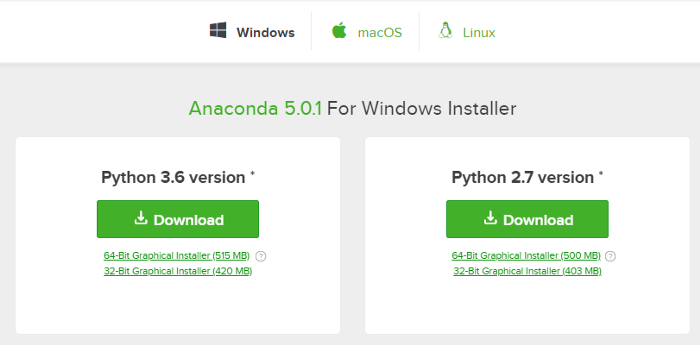 Windows macOS Linux
Anaconda 5.0.1 For Windows Installer
Python 3.6 version *
Download
64-Bit Graphical Installer (515 MB) ?
32-Bit Graphical Installer (420 MB)
Python 2.7 version *
Download
64-Bit Graphical Installer (500 MB) ?
32-Bit Graphical Installer (403 MB)